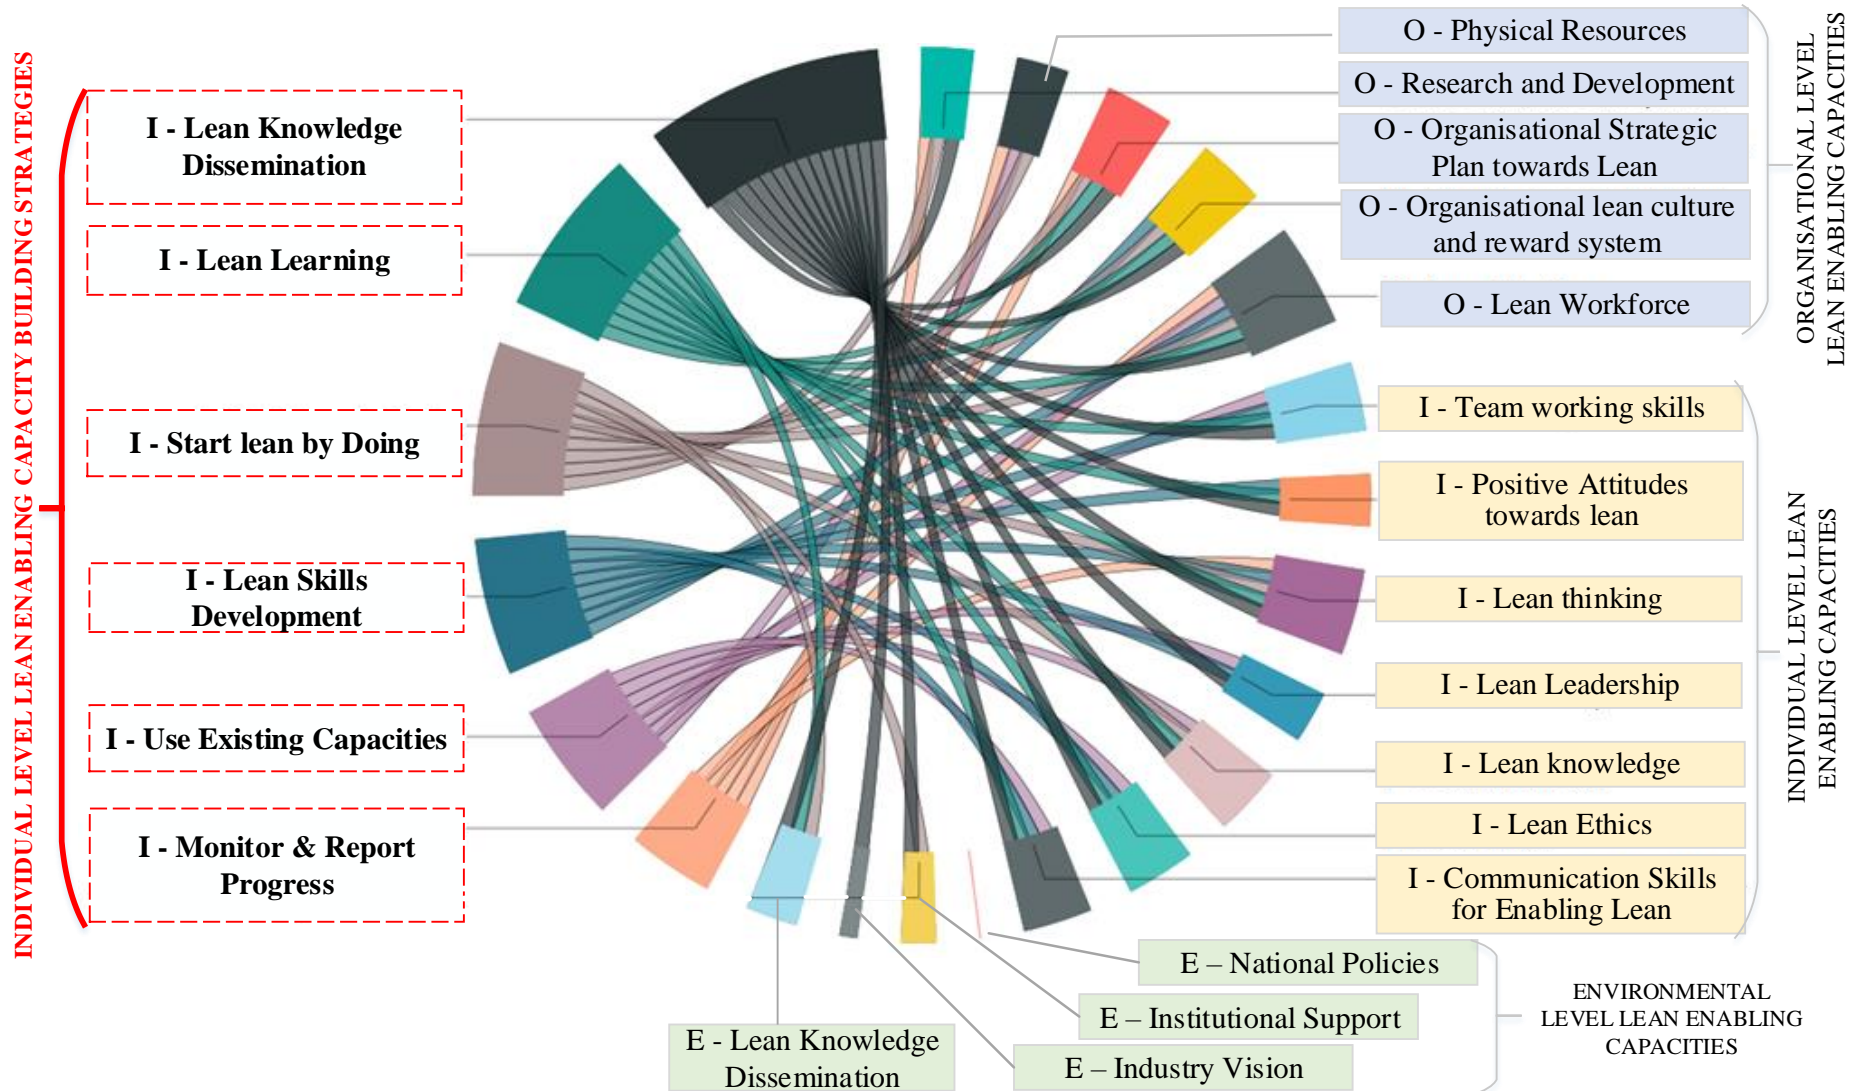 INDIVIDUAL LEVEL LEAN ENABLING CAPACITY BUILDING STRATEGIES
I - Lean Knowledge
Dissemination
I - Lean Learning
I - Start lean by Doing
I - Lean Skills
Development
I - Use Existing Capacities
I - Monitor & Report
Progress
O - Physical Resources
O - Research and Development
O - Organisational Strategic
Plan towards Lean
O - Organisational lean culture
and reward system
O - Lean Workforce
ORGANISATIONAL LEVEL
LEAN ENABLING CAPACITIES
I - Team working skills
I - Positive Attitudes
towards lean
I - Lean thinking
I - Lean Leadership
I - Lean knowledge
I - Lean Ethics
I - Communication Skills
for Enabling Lean
INDIVIDUAL LEVEL LEAN
ENABLING CAPACITIES
E – National Policies
E – Institutional Support
E – Industry Vision
E - Lean Knowledge
Dissemination
ENVIRONMENTAL
LEVEL LEAN ENABLING
CAPACITIES